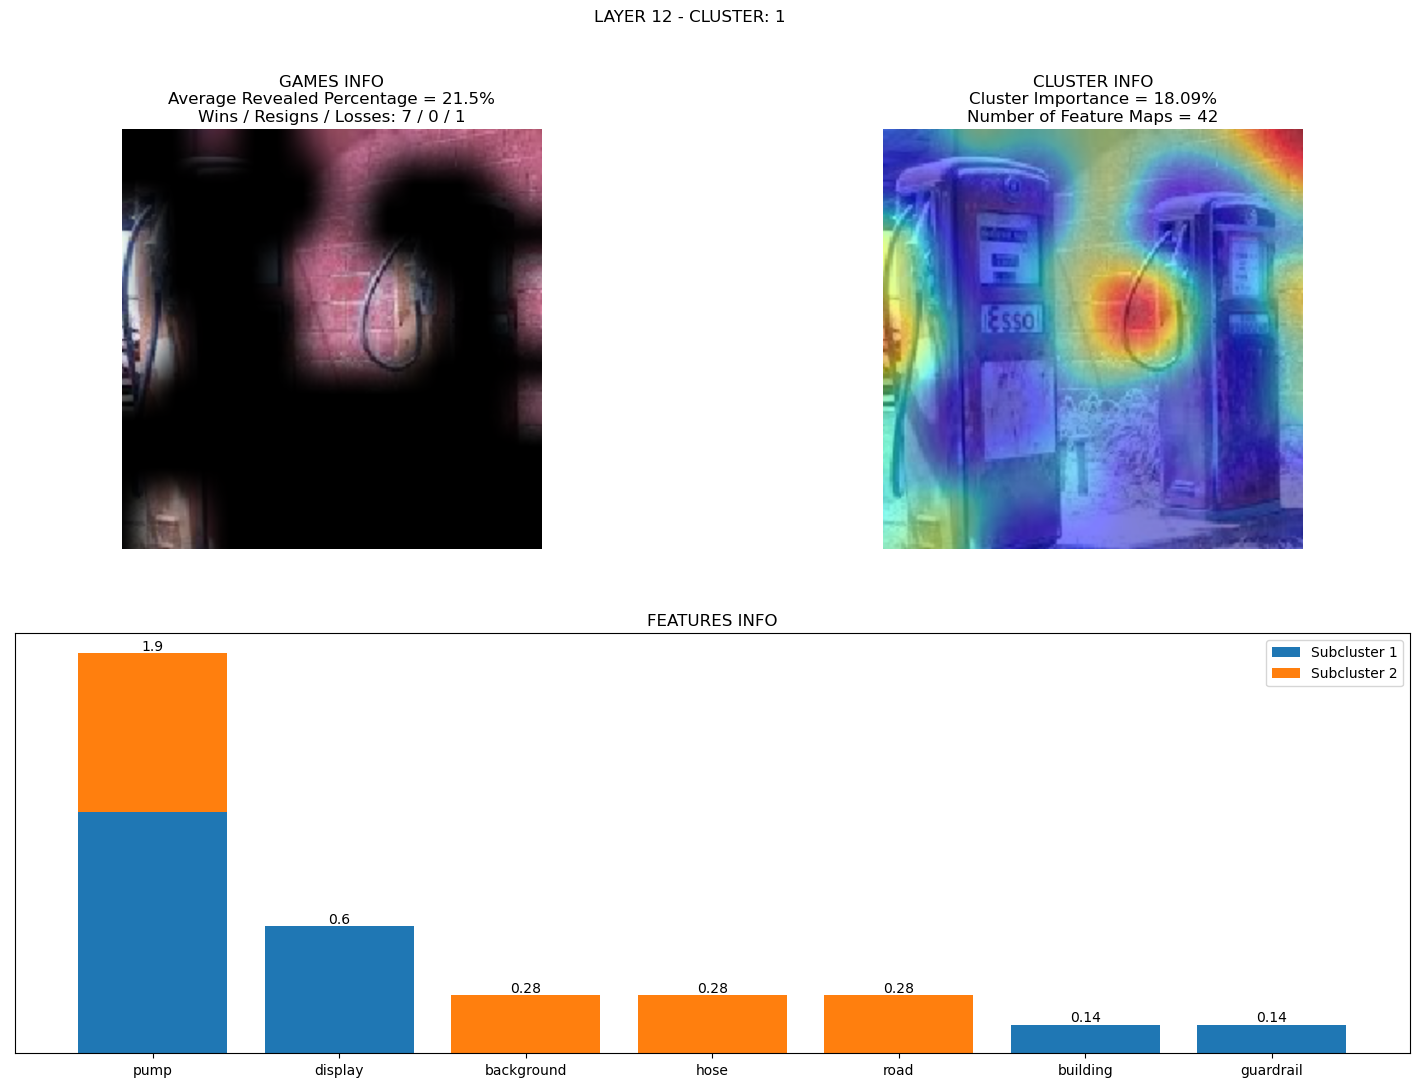 LAYER 12 - CLUSTER: 1
GAMES INFO
Average Revealed Percentage = 21.5%
Wins / Resigns / Losses: 7 / 0 / 1
CLUSTER INFO
Cluster Importance = 18.09%
Number of Feature Maps = 42
ESSO
FEATURES INFO
Subcluster 1
Subcluster 2
1.9
0.6
0.28
0.28
0.28
0.14
0.14
pump
display
background
hose
road
building
guardrail